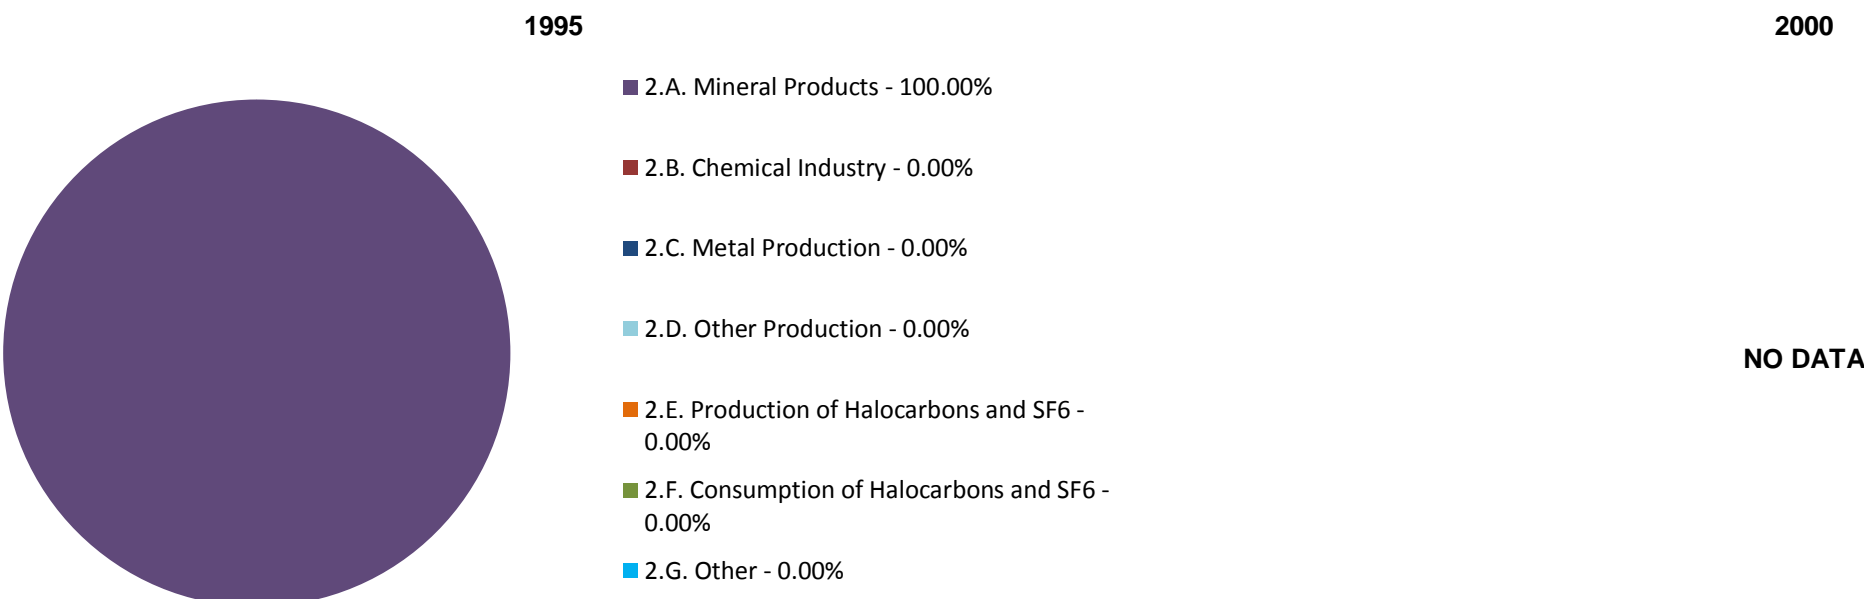 1995
2.A. Mineral Products - 100.00%
2.B. Chemical Industry - 0.00%
2.C. Metal Production - 0.00%
2.D. Other Production - 0.00%
2.E. Production of Halocarbons and SF6 -
0.00%
2.F. Consumption of Halocarbons and SF6 -
0.00%
2.G. Other - 0.00%
2000
NO DATA